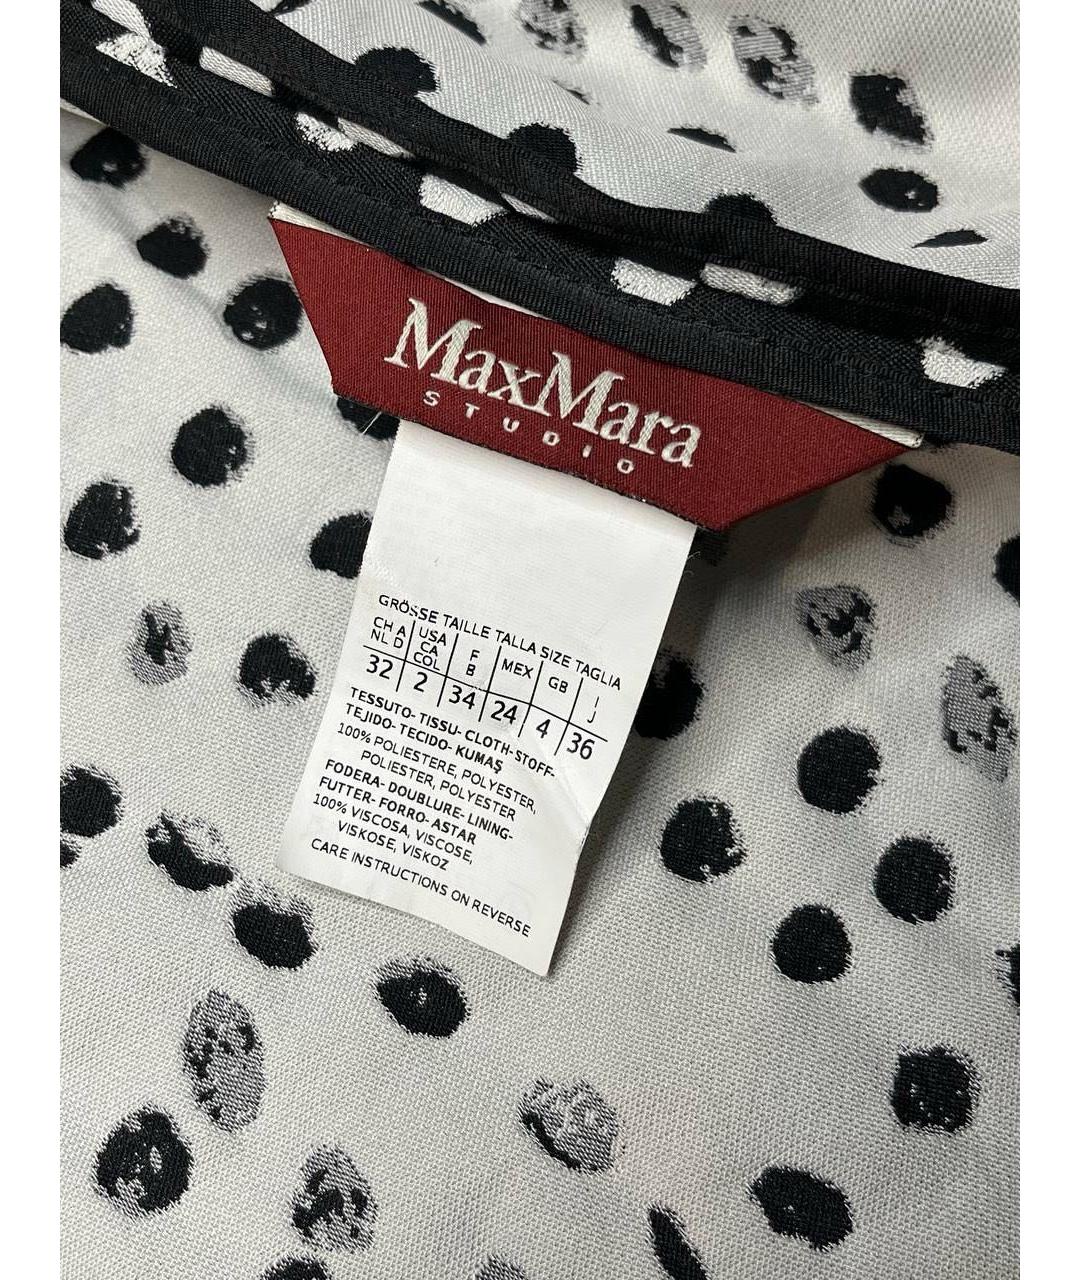 MaxMara
STUDIO
GRÖSSE TAILLE TALLA SIZE TAGLIA
CH A USA F MEX GB I
NL D CA B J
COL
32 2 34 24 4 36
TESSUTO- TISSU- CLOTH- STOFF-
TEJIDO- TECIDO- KUMAŞ
100% POLIESTERE, POLYESTER,
POLIESTER, POLYESTER
FODERA- DOUBLURE- LINING-
FUTTER- FORRO- ASTAR
100% VISCOSA, VISCOSE,
VISKOSE, VISKOZ
CARE INSTRUCTIONS ON REVERSE